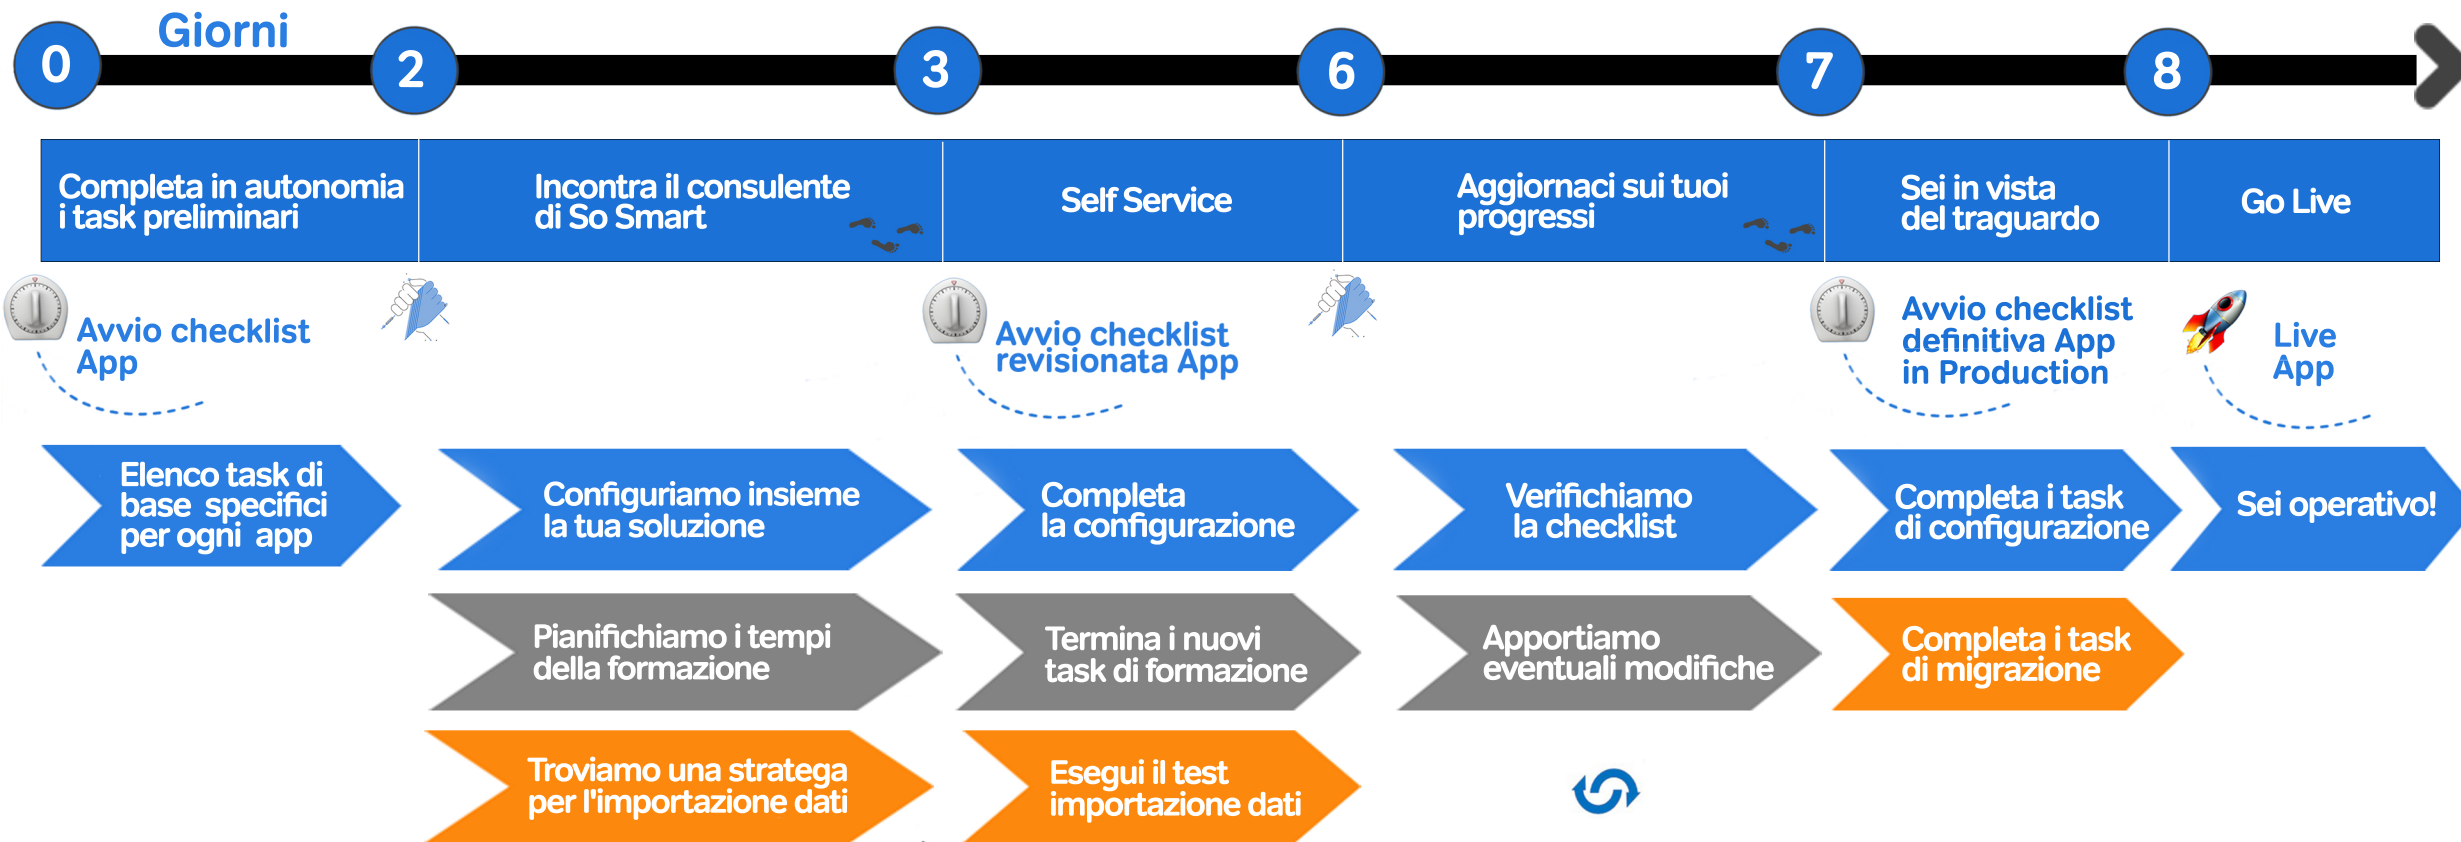 Giorni
0
2
3
6
7
8
Completa in autonomia
i task preliminari
Incontra il consulente
di So Smart
Self Service
Aggiornaci sui tuoi
progressi
Sei in vista
del traguardo
Go Live
Avvio checklist
App
Avvio checklist
revisionata App
Avvio checklist
definitiva App
in Production
Live
App
Elenco task di
base specifici
per ogni app
Configuriamo insieme
la tua soluzione
Completa
la configurazione
Verifichiamo
la checklist
Completa i task
di configurazione
Sei operativo!
Pianifichiamo i tempi
della formazione
Termina i nuovi
task di formazione
Apportiamo
eventuali modifiche
Completa i task
di migrazione
Troviamo una stratega
per l'importazione dati
Esegui il test
importazione dati